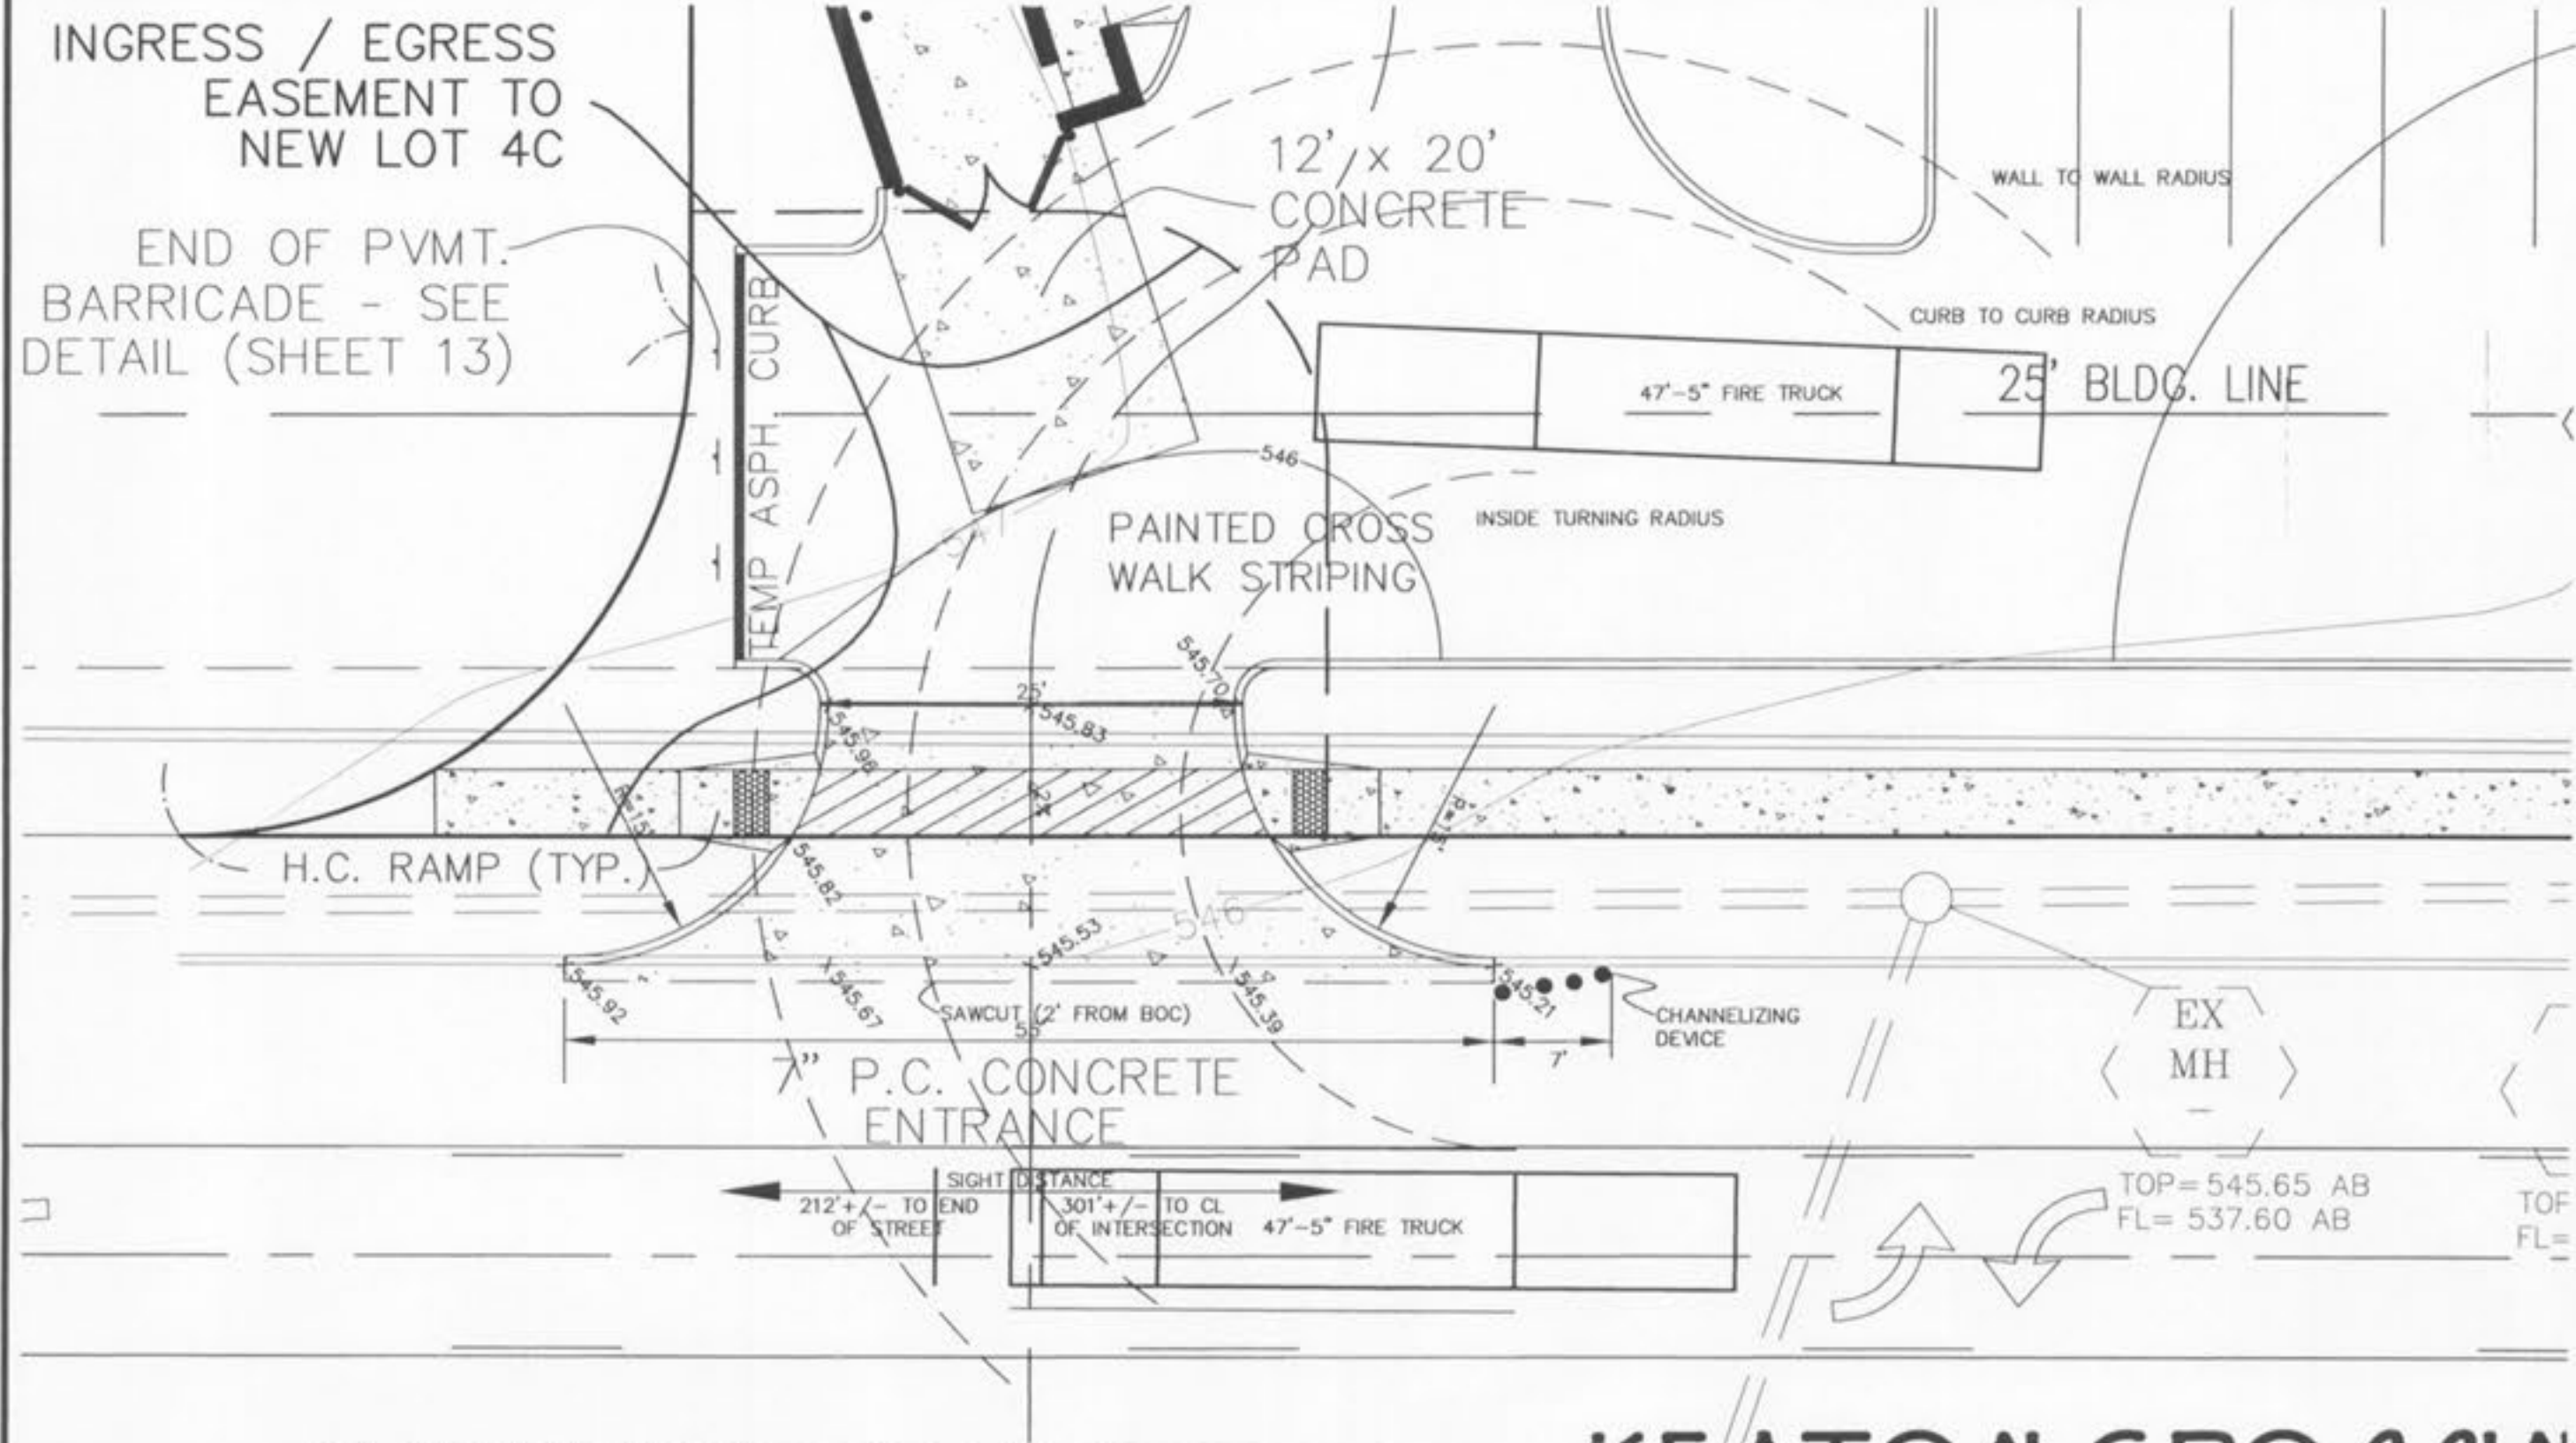 INGRESS / EGRESS
EASEMENT TO
NEW LOT 4C
END OF PVMT.
BARRICADE - SEE
DETAIL (SHEET 13)
TEMP ASPH. CURB
12' x 20'
CONCRETE
PAD
WALL TO WALL RADIUS
CURB TO CURB RADIUS
47'-5" FIRE TRUCK
25' BLDG. LINE
546
PAINTED CROSS
WALK STRIPING
INSIDE TURNING RADIUS
545.70
25'
545.83
545.96
R=15'
R=15'
H.C. RAMP (TYP.)
545.82
546
545.53
545.92
545.67
545.39
545.21
SAWCUT (2' FROM BOC)
55'
7'
CHANNELIZING
DEVICE
EX
MH
7" P.C. CONCRETE
ENTRANCE
SIGHT DISTANCE
212'+/- TO END
OF STREET
301'+/- TO CL
OF INTERSECTION
47'-5" FIRE TRUCK
TOP= 545.65 AB
FL= 537.60 AB
TOP
FL=